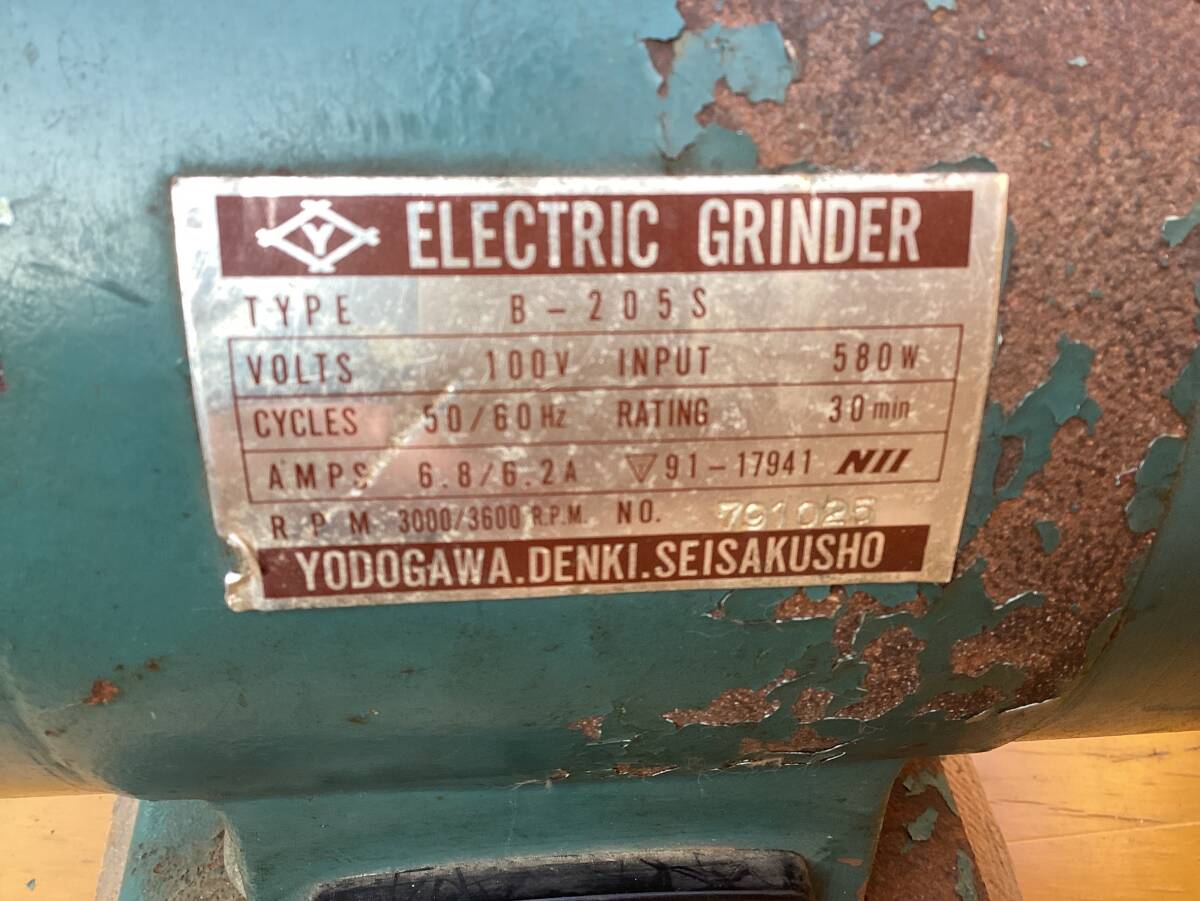 Y ELECTRIC GRINDER
TYPE B-205S
VOLTS 100V INPUT 580W
CYCLES 50/60Hz RATING 30min
AMPS 6.8/6.2A ▽91-17941 NII
RPM 3000/3600 R.P.M. NO. 791025
YODOGAWA.DENKI.SEISAKUSHO